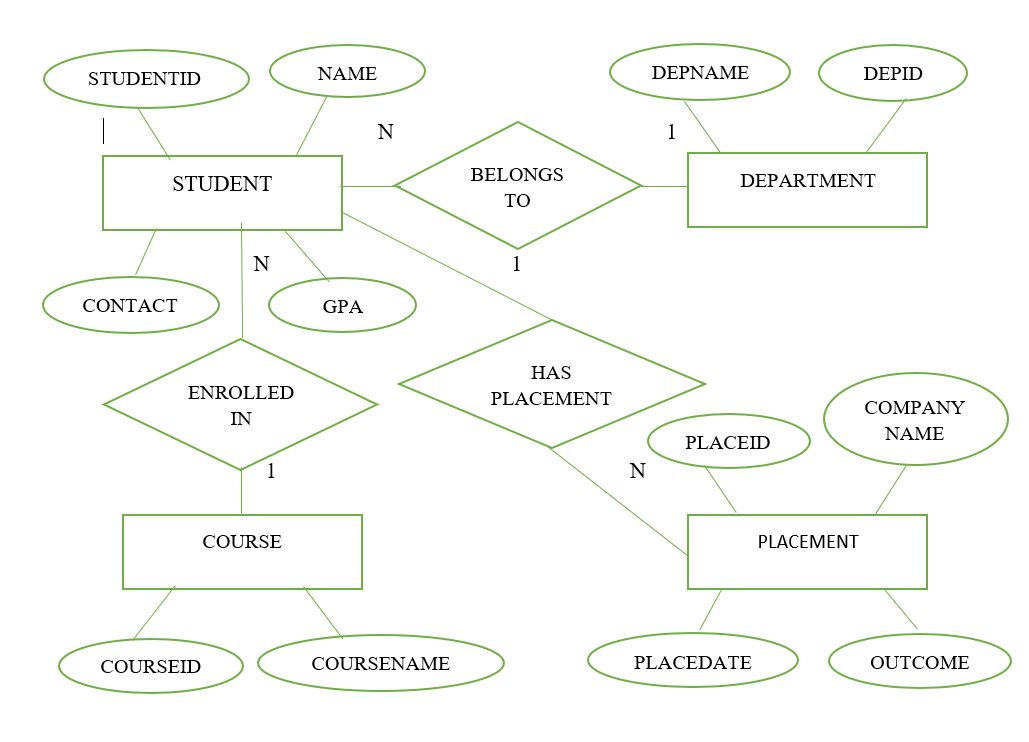 STUDENTID
NAME
DEPNAME
DEPID
N
1
STUDENT
BELONGS
TO
DEPARTMENT
N
1
CONTACT
GPA
ENROLLED
IN
HAS
PLACEMENT
COMPANY
NAME
PLACEID
1
N
COURSE
PLACEMENT
COURSEID
COURSENAME
PLACEDATE
OUTCOME